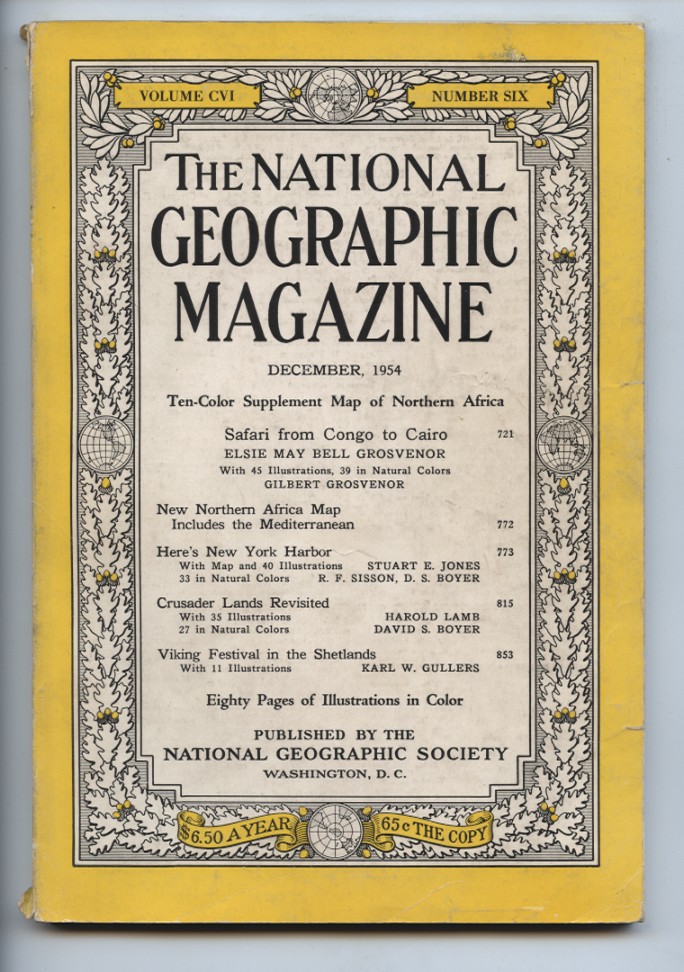 VOLUME CVI
NUMBER SIX
THE NATIONAL
GEOGRAPHIC
MAGAZINE
DECEMBER, 1954
Ten-Color Supplement Map of Northern Africa
Safari from Congo to Cairo 721
ELSIE MAY BELL GROSVENOR
With 45 Illustrations, 39 in Natural Colors
GILBERT GROSVENOR
New Northern Africa Map
Includes the Mediterranean 772
Here's New York Harbor 773
With Map and 40 Illustrations STUART E. JONES
33 in Natural Colors R. F. SISSON, D. S. BOYER
Crusader Lands Revisited 815
With 35 Illustrations HAROLD LAMB
27 in Natural Colors DAVID S. BOYER
Viking Festival in the Shetlands 853
With 11 Illustrations KARL W. GULLERS
Eighty Pages of Illustrations in Color
PUBLISHED BY THE
NATIONAL GEOGRAPHIC SOCIETY
WASHINGTON, D. C.
$6.50 A YEAR
65c THE COPY